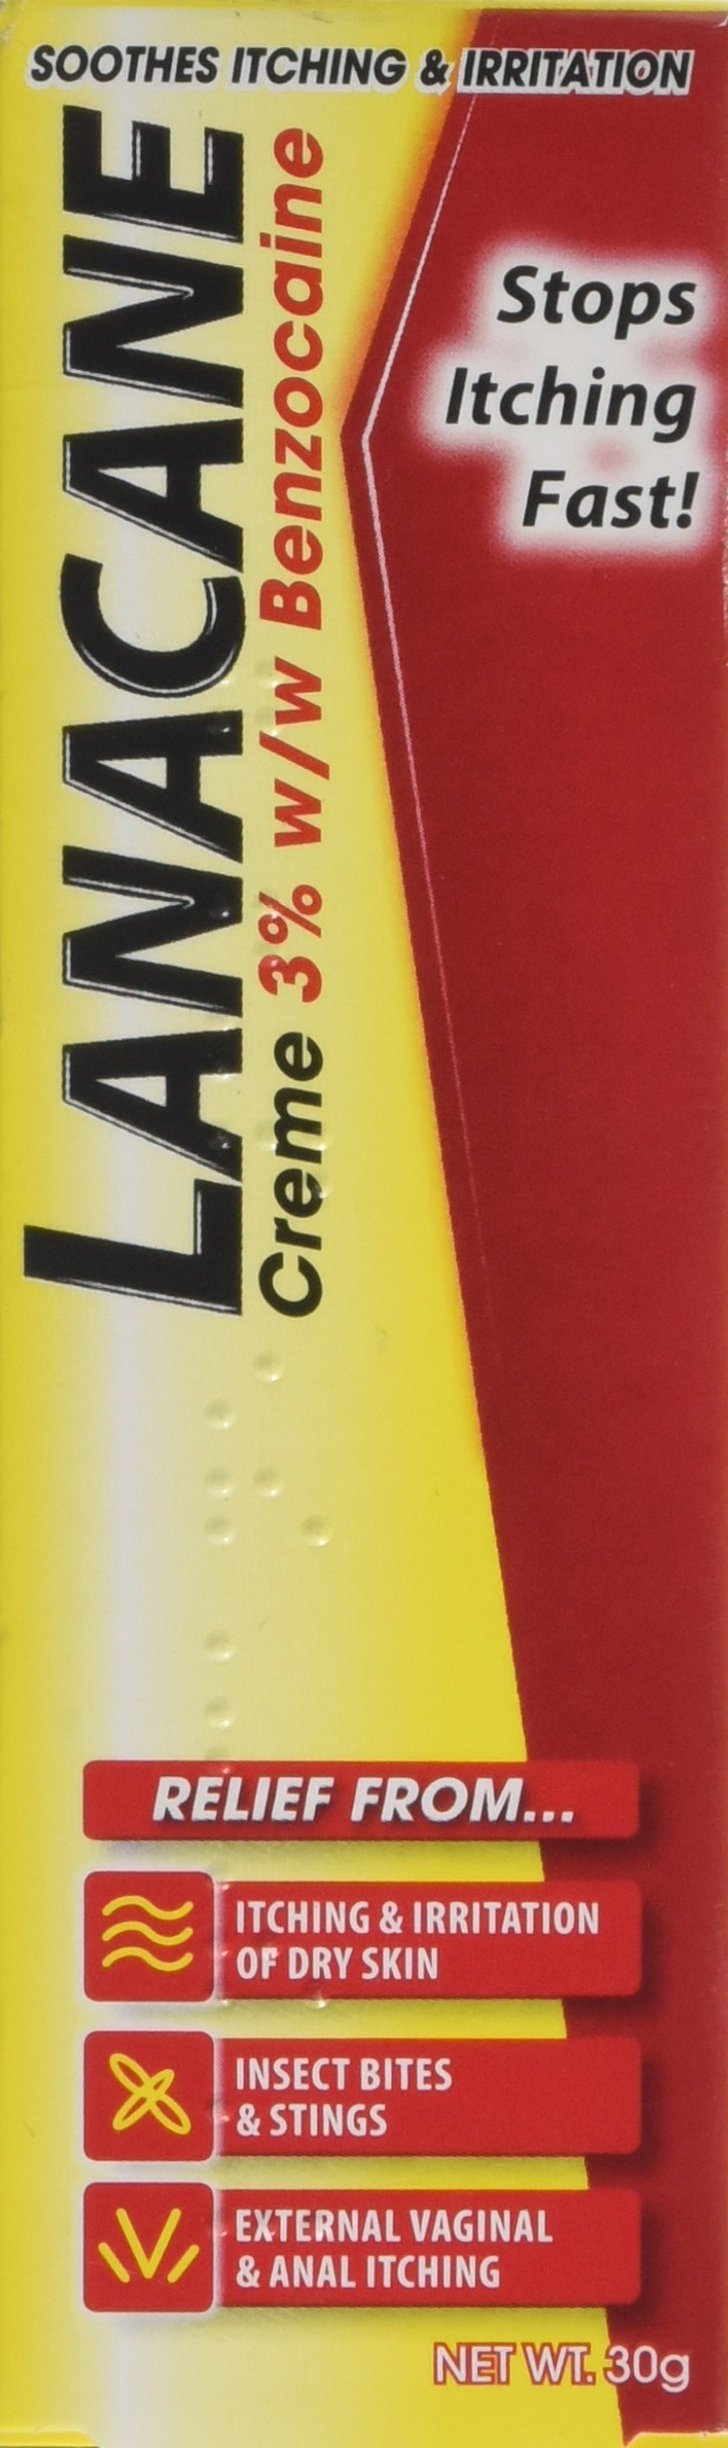 SOOTHES ITCHING & IRRITATION
LANACANE
Creme 3% w/w Benzocaine
Stops
Itching
Fast!
RELIEF FROM...
ITCHING & IRRITATION
OF DRY SKIN
INSECT BITES
& STINGS
EXTERNAL VAGINAL
& ANAL ITCHING
NET WT. 30g